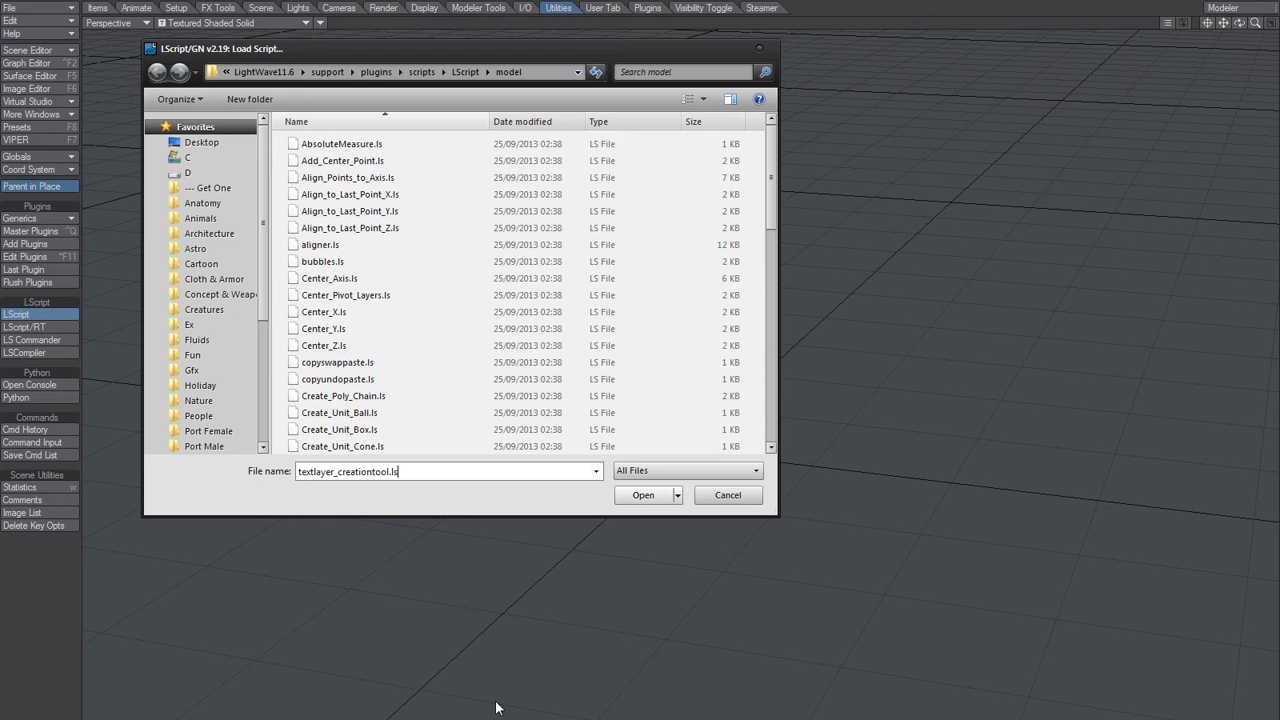 File
Edit
Help
Items Animate Setup FX Tools Scene Lights Cameras Render Display Modeler Tools I/O Utilities User Tab Plugins Visibility Toggle Steamer Modeler
Perspective Textured Shaded Solid
Scene Editor F1
Graph Editor F2
Surface Editor F5
Image Editor F6
Virtual Studio
More Windows
Presets F8
VIPER F7
Globals
Coord System
Parent in Place
Plugins
Generics
Master Plugins ^Q
Add Plugins
Edit Plugins *F11
Last Plugin
Flush Plugins
LScript
LScript
LScript/RT
LS Commander
LSCompiler
Python
Open Console
Python
Commands
Cmd History
Command Input
Save Cmd List
Scene Utilities
Statistics w
Comments
Image List
Delete Key Opts
LScript/GN v2.19: Load Script...
« LightWave11.6 support plugins scripts LScript model Search model
Organize New folder
Favorites
Desktop
C
D
--- Get One
Anatomy
Animals
Architecture
Astro
Cartoon
Cloth & Armor
Concept & Weap
Creatures
Ex
Fluids
Fun
Gfx
Holiday
Nature
People
Port Female
Port Male
Name Date modified Type Size
AbsoluteMeasure.ls 25/09/2013 02:38 LS File 1 KB
Add_Center_Point.ls 25/09/2013 02:38 LS File 2 KB
Align_Points_to_Axis.ls 25/09/2013 02:38 LS File 7 KB
Align_to_Last_Point_X.ls 25/09/2013 02:38 LS File 2 KB
Align_to_Last_Point_Y.ls 25/09/2013 02:38 LS File 2 KB
Align_to_Last_Point_Z.ls 25/09/2013 02:38 LS File 2 KB
aligner.ls 25/09/2013 02:38 LS File 12 KB
bubbles.ls 25/09/2013 02:38 LS File 2 KB
Center_Axis.ls 25/09/2013 02:38 LS File 6 KB
Center_Pivot_Layers.ls 25/09/2013 02:38 LS File 2 KB
Center_X.ls 25/09/2013 02:38 LS File 2 KB
Center_Y.ls 25/09/2013 02:38 LS File 2 KB
Center_Z.ls 25/09/2013 02:38 LS File 2 KB
copyswappaste.ls 25/09/2013 02:38 LS File 1 KB
copyundopaste.ls 25/09/2013 02:38 LS File 1 KB
Create_Poly_Chain.ls 25/09/2013 02:38 LS File 2 KB
Create_Unit_Ball.ls 25/09/2013 02:38 LS File 1 KB
Create_Unit_Box.ls 25/09/2013 02:38 LS File 1 KB
Create_Unit_Cone.ls 25/09/2013 02:38 LS File 1 KB
File name: textlayer_creationtool.ls All Files
Open Cancel